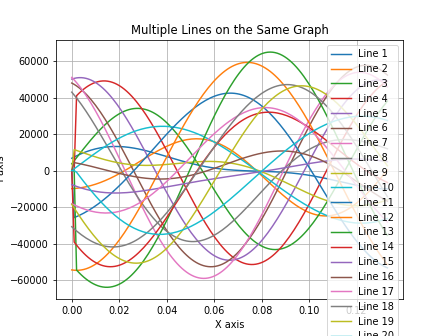 Multiple Lines on the Same Graph
60000
40000
20000
0
−20000
−40000
−60000
0.00 0.02 0.04 0.06 0.08 0.10
X axis
Line 1
Line 2
Line 3
Line 4
Line 5
Line 6
Line 7
Line 8
Line 9
Line 10
Line 11
Line 12
Line 13
Line 14
Line 15
Line 16
Line 17
Line 18
Line 19
Line 20